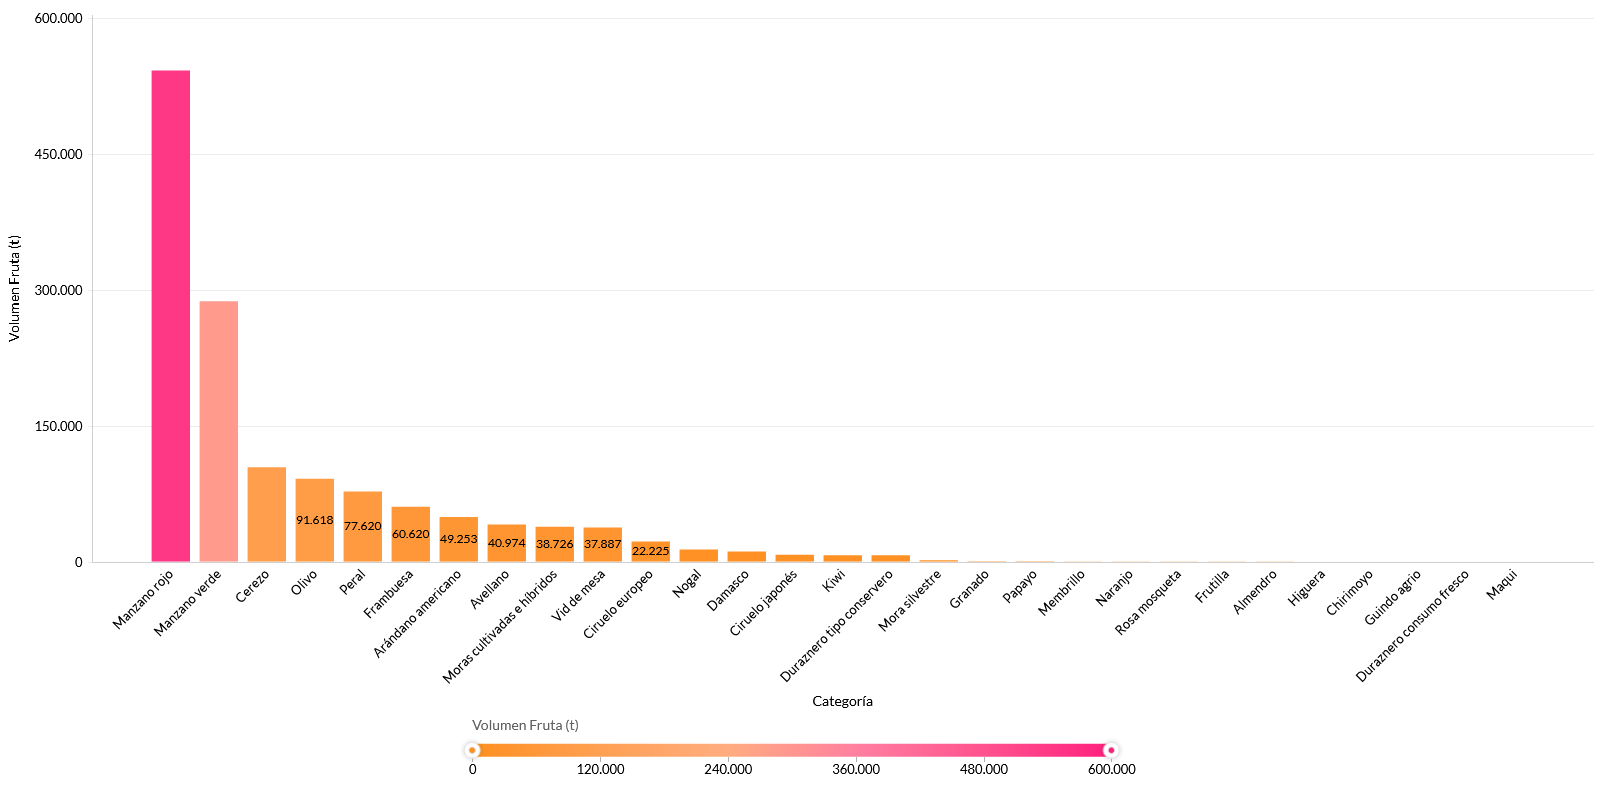 600.000
450.000
300.000
150.000
0
Volumen Fruta (t)
91.618
77.620
60.620
49.253
40.974
38.726
37.887
22.225
Manzano rojo
Manzano verde
Cerezo
Olivo
Peral
Frambuesa
Arándano americano
Avellano
Moras cultivadas e híbridos
Vid de mesa
Ciruelo europeo
Nogal
Damasco
Ciruelo japonés
Kiwi
Duraznero tipo conservero
Mora silvestre
Granado
Papayo
Membrillo
Naranjo
Rosa mosqueta
Frutilla
Almendro
Higuera
Chirimoyo
Guindo agrio
Duraznero consumo fresco
Maqui
Categoría
Volumen Fruta (t)
0
120.000
240.000
360.000
480.000
600.000